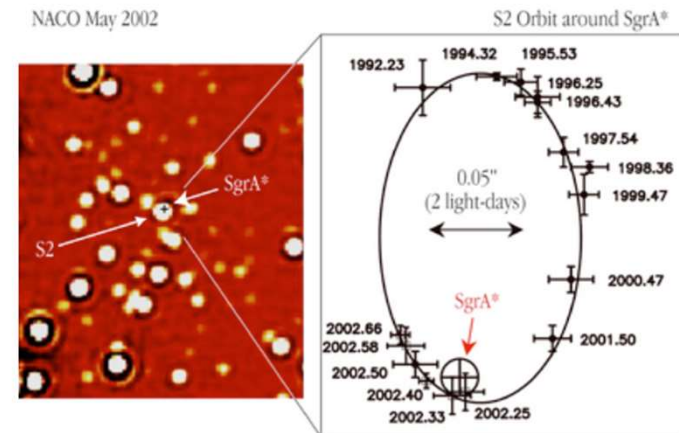 NACO May 2002
S2 Orbit around SgrA*
SgrA*
S2
1992.23
1994.32
1995.53
1996.25
1996.43
1997.54
1998.36
1999.47
0.05"
(2 light-days)
2000.47
SgrA*
2001.50
2002.66
2002.58
2002.50
2002.40
2002.33
2002.25